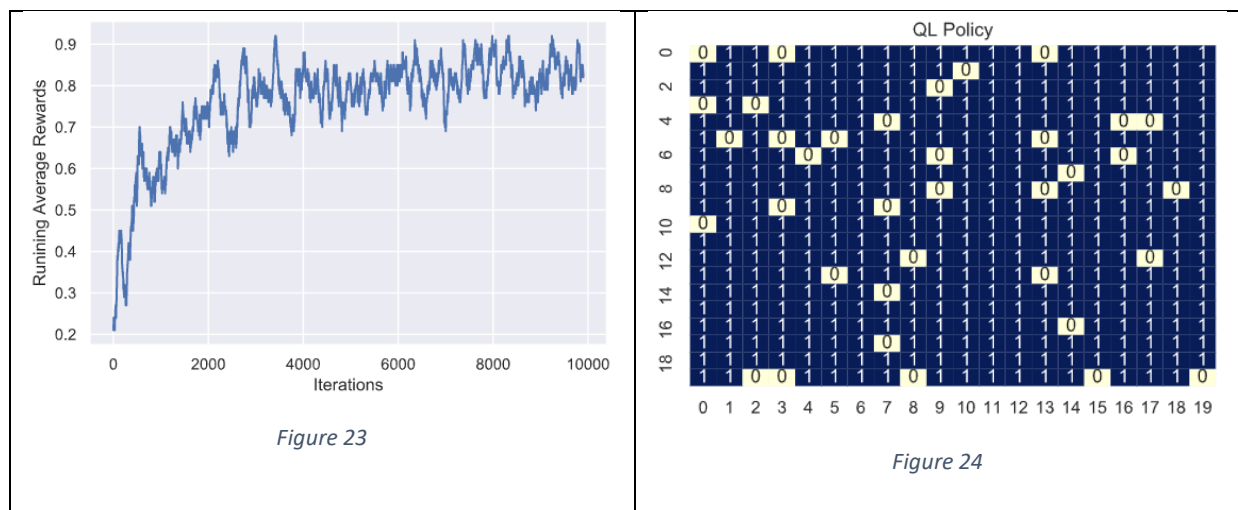 0.9
0.8
0.7
0.6
0.5
0.4
0.3
0.2
Runining Average Rewards
0 2000 4000 6000 8000 10000
Iterations
Figure 23
QL Policy
0 0 1 1 0 1 1 1 1 1 1 1 1 1 0 1 1 1 1 1 1
1 1 1 1 1 1 1 1 1 1 0 1 1 1 1 1 1 1 1 1
2 1 1 1 1 1 1 1 1 1 0 1 1 1 1 1 1 1 1 1 1
0 1 0 1 1 1 1 1 1 1 1 1 1 1 1 1 1 1 1 1
4 1 1 1 1 1 1 1 0 1 1 1 1 1 1 1 1 0 0 1 1
1 0 1 0 1 0 1 1 1 1 1 1 1 0 1 1 1 1 1 1
6 1 1 1 1 0 1 1 1 1 0 1 1 1 1 1 1 0 1 1 1
1 1 1 1 1 1 1 1 1 1 1 1 1 1 0 1 1 1 1 1
8 1 1 1 1 1 1 1 1 1 0 1 1 1 0 1 1 1 1 0 1
1 1 1 0 1 1 1 0 1 1 1 1 1 1 1 1 1 1 1 1
10 0 1 1 1 1 1 1 1 1 1 1 1 1 1 1 1 1 1 1 1
1 1 1 1 1 1 1 1 1 1 1 1 1 1 1 1 1 1 1 1
12 1 1 1 1 1 1 1 1 0 1 1 1 1 1 1 1 1 0 1 1
1 1 1 1 1 0 1 1 1 1 1 1 1 0 1 1 1 1 1 1
14 1 1 1 1 1 1 1 0 1 1 1 1 1 1 1 1 1 1 1 1
1 1 1 1 1 1 1 1 1 1 1 1 1 1 1 1 1 1 1 1
16 1 1 1 1 1 1 1 1 1 1 1 1 1 1 0 1 1 1 1 1
1 1 1 1 1 1 1 0 1 1 1 1 1 1 1 1 1 1 1 1
18 1 1 1 1 1 1 1 1 1 1 1 1 1 1 1 1 1 1 1 1
1 1 0 0 1 1 1 1 0 1 1 1 1 1 1 0 1 1 1 0
0 1 2 3 4 5 6 7 8 9 10 11 12 13 14 15 16 17 18 19
Figure 24